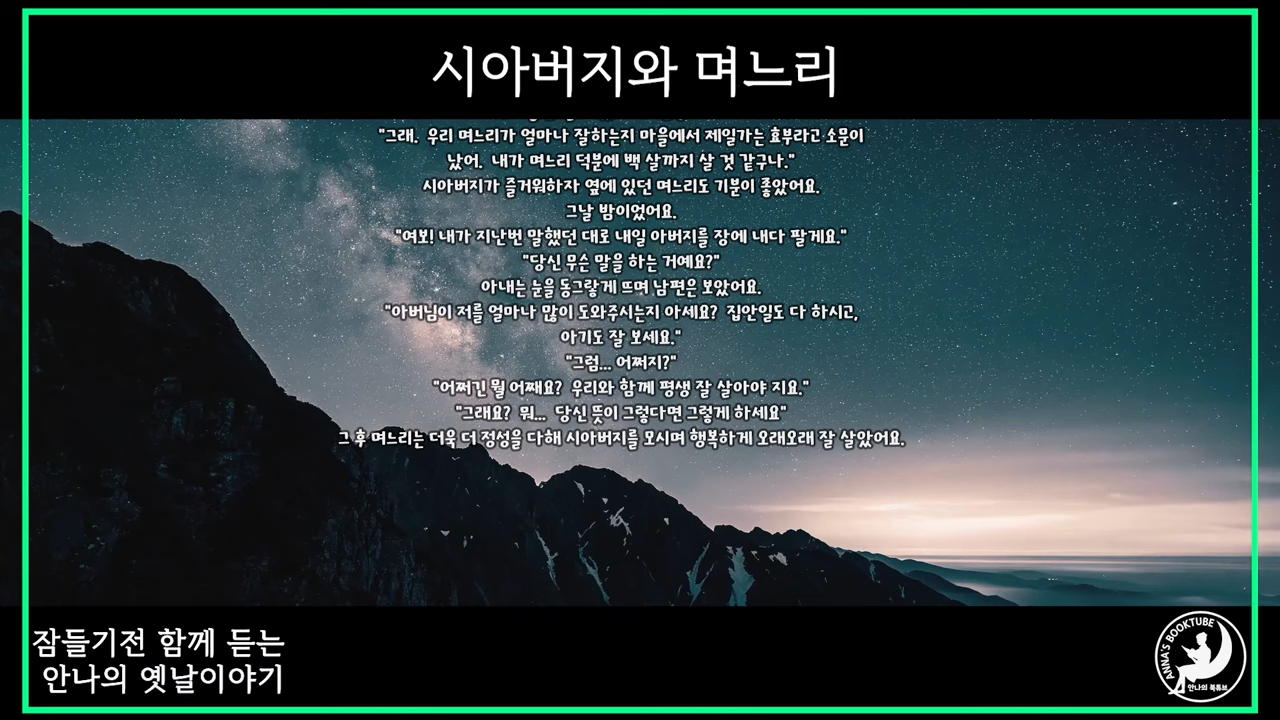 시아버지와 며느리
"그래. 우리 며느리가 얼마나 잘하는지 마을에서 제일가는 효부라고 소문이
났어. 내가 며느리 덕분에 백 살까지 살 것 같구나."
시아버지가 즐거워하자 옆에 있던 며느리도 기분이 좋았어요.
그날 밤이었어요.
"여보! 내가 지난번 말했던 대로 내일 아버지를 장에 내다 팔게요."
"당신 무슨 말을 하는 거예요?"
아내는 눈을 동그랗게 뜨며 남편은 보았어요.
"아버님이 저를 얼마나 많이 도와주시는지 아세요? 집안일도 다 하시고,
아기도 잘 보세요."
"그럼... 어쩌지?"
"어쩌긴 뭘 어째요? 우리와 함께 평생 잘 살아야 지요."
"그래요? 뭐... 당신 뜻이 그렇다면 그렇게 하세요"
그 후 며느리는 더욱 더 정성을 다해 시아버지를 모시며 행복하게 오래오래 잘 살았어요.
잠들기전 함께 듣는
안나의 옛날이야기
ANNA'S BOOKTUBE
안나의 북튜브